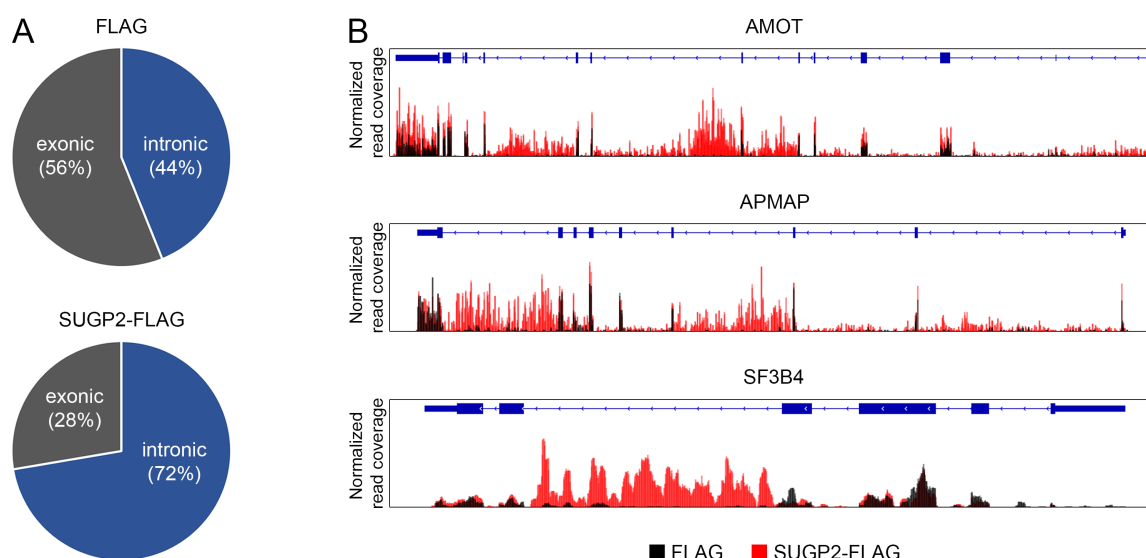 A
FLAG
exonic
(56%)
intronic
(44%)
SUGP2-FLAG
exonic
(28%)
intronic
(72%)
B
AMOT
Normalized
read coverage
APMAP
Normalized
read coverage
SF3B4
Normalized
read coverage
FLAG
SUGP2-FLAG